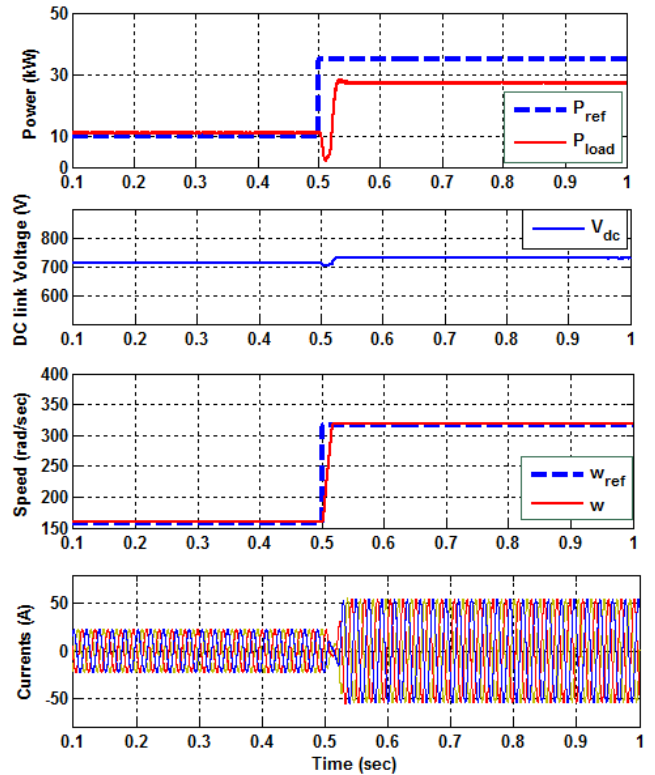 50
30
10
0
Power (kW)
P_ref
P_load
0.1 0.2 0.3 0.4 0.5 0.6 0.7 0.8 0.9 1
800
700
600
DC link Voltage (V)
V_dc
0.1 0.2 0.3 0.4 0.5 0.6 0.7 0.8 0.9 1
400
350
300
250
200
150
Speed (rad/sec)
w_ref
w
0.1 0.2 0.3 0.4 0.5 0.6 0.7 0.8 0.9 1
50
0
-50
Currents (A)
0.1 0.2 0.3 0.4 0.5 0.6 0.7 0.8 0.9 1
Time (sec)